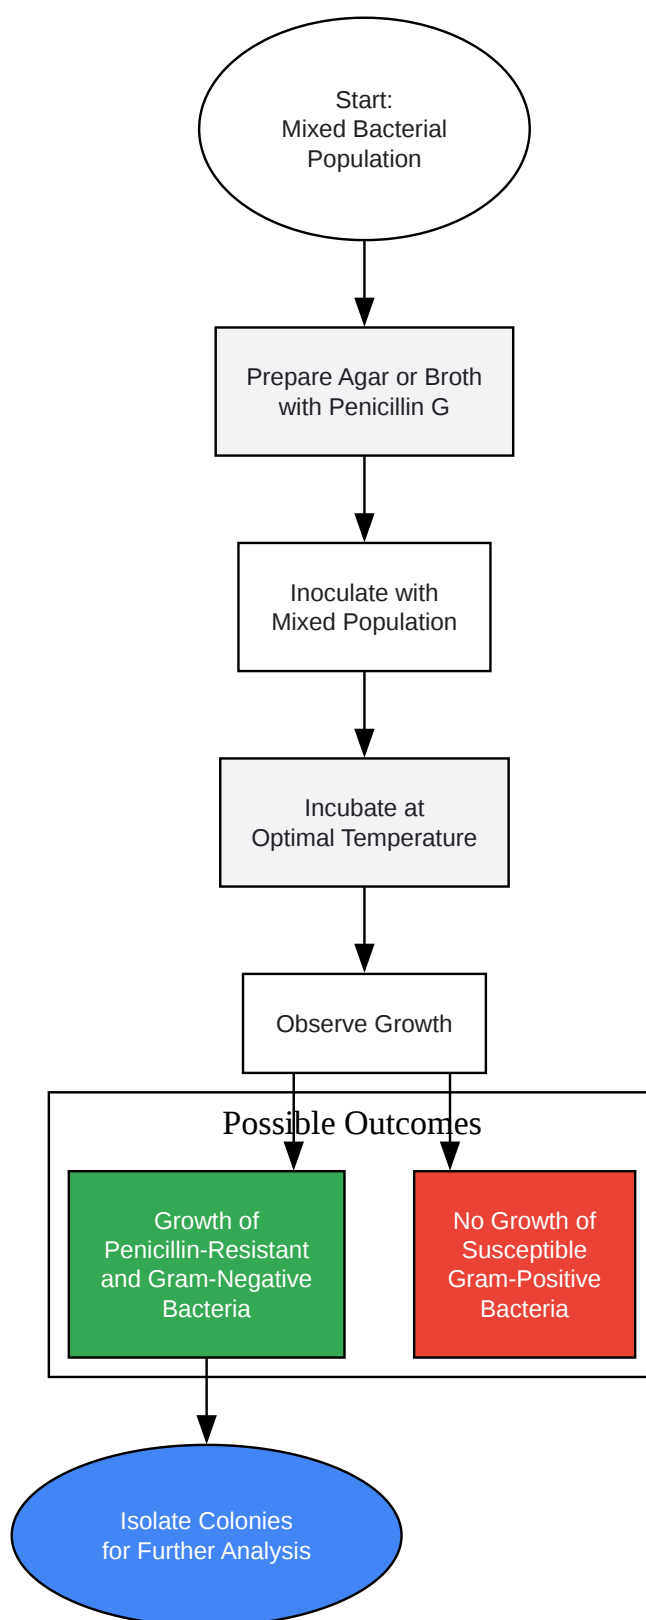 Start:
Mixed Bacterial
Population
Prepare Agar or Broth
with Penicillin G
Inoculate with
Mixed Population
Incubate at
Optimal Temperature
Observe Growth
Possible Outcomes
Growth of
Penicillin-Resistant
and Gram-Negative
Bacteria
No Growth of
Susceptible
Gram-Positive
Bacteria
Isolate Colonies
for Further Analysis